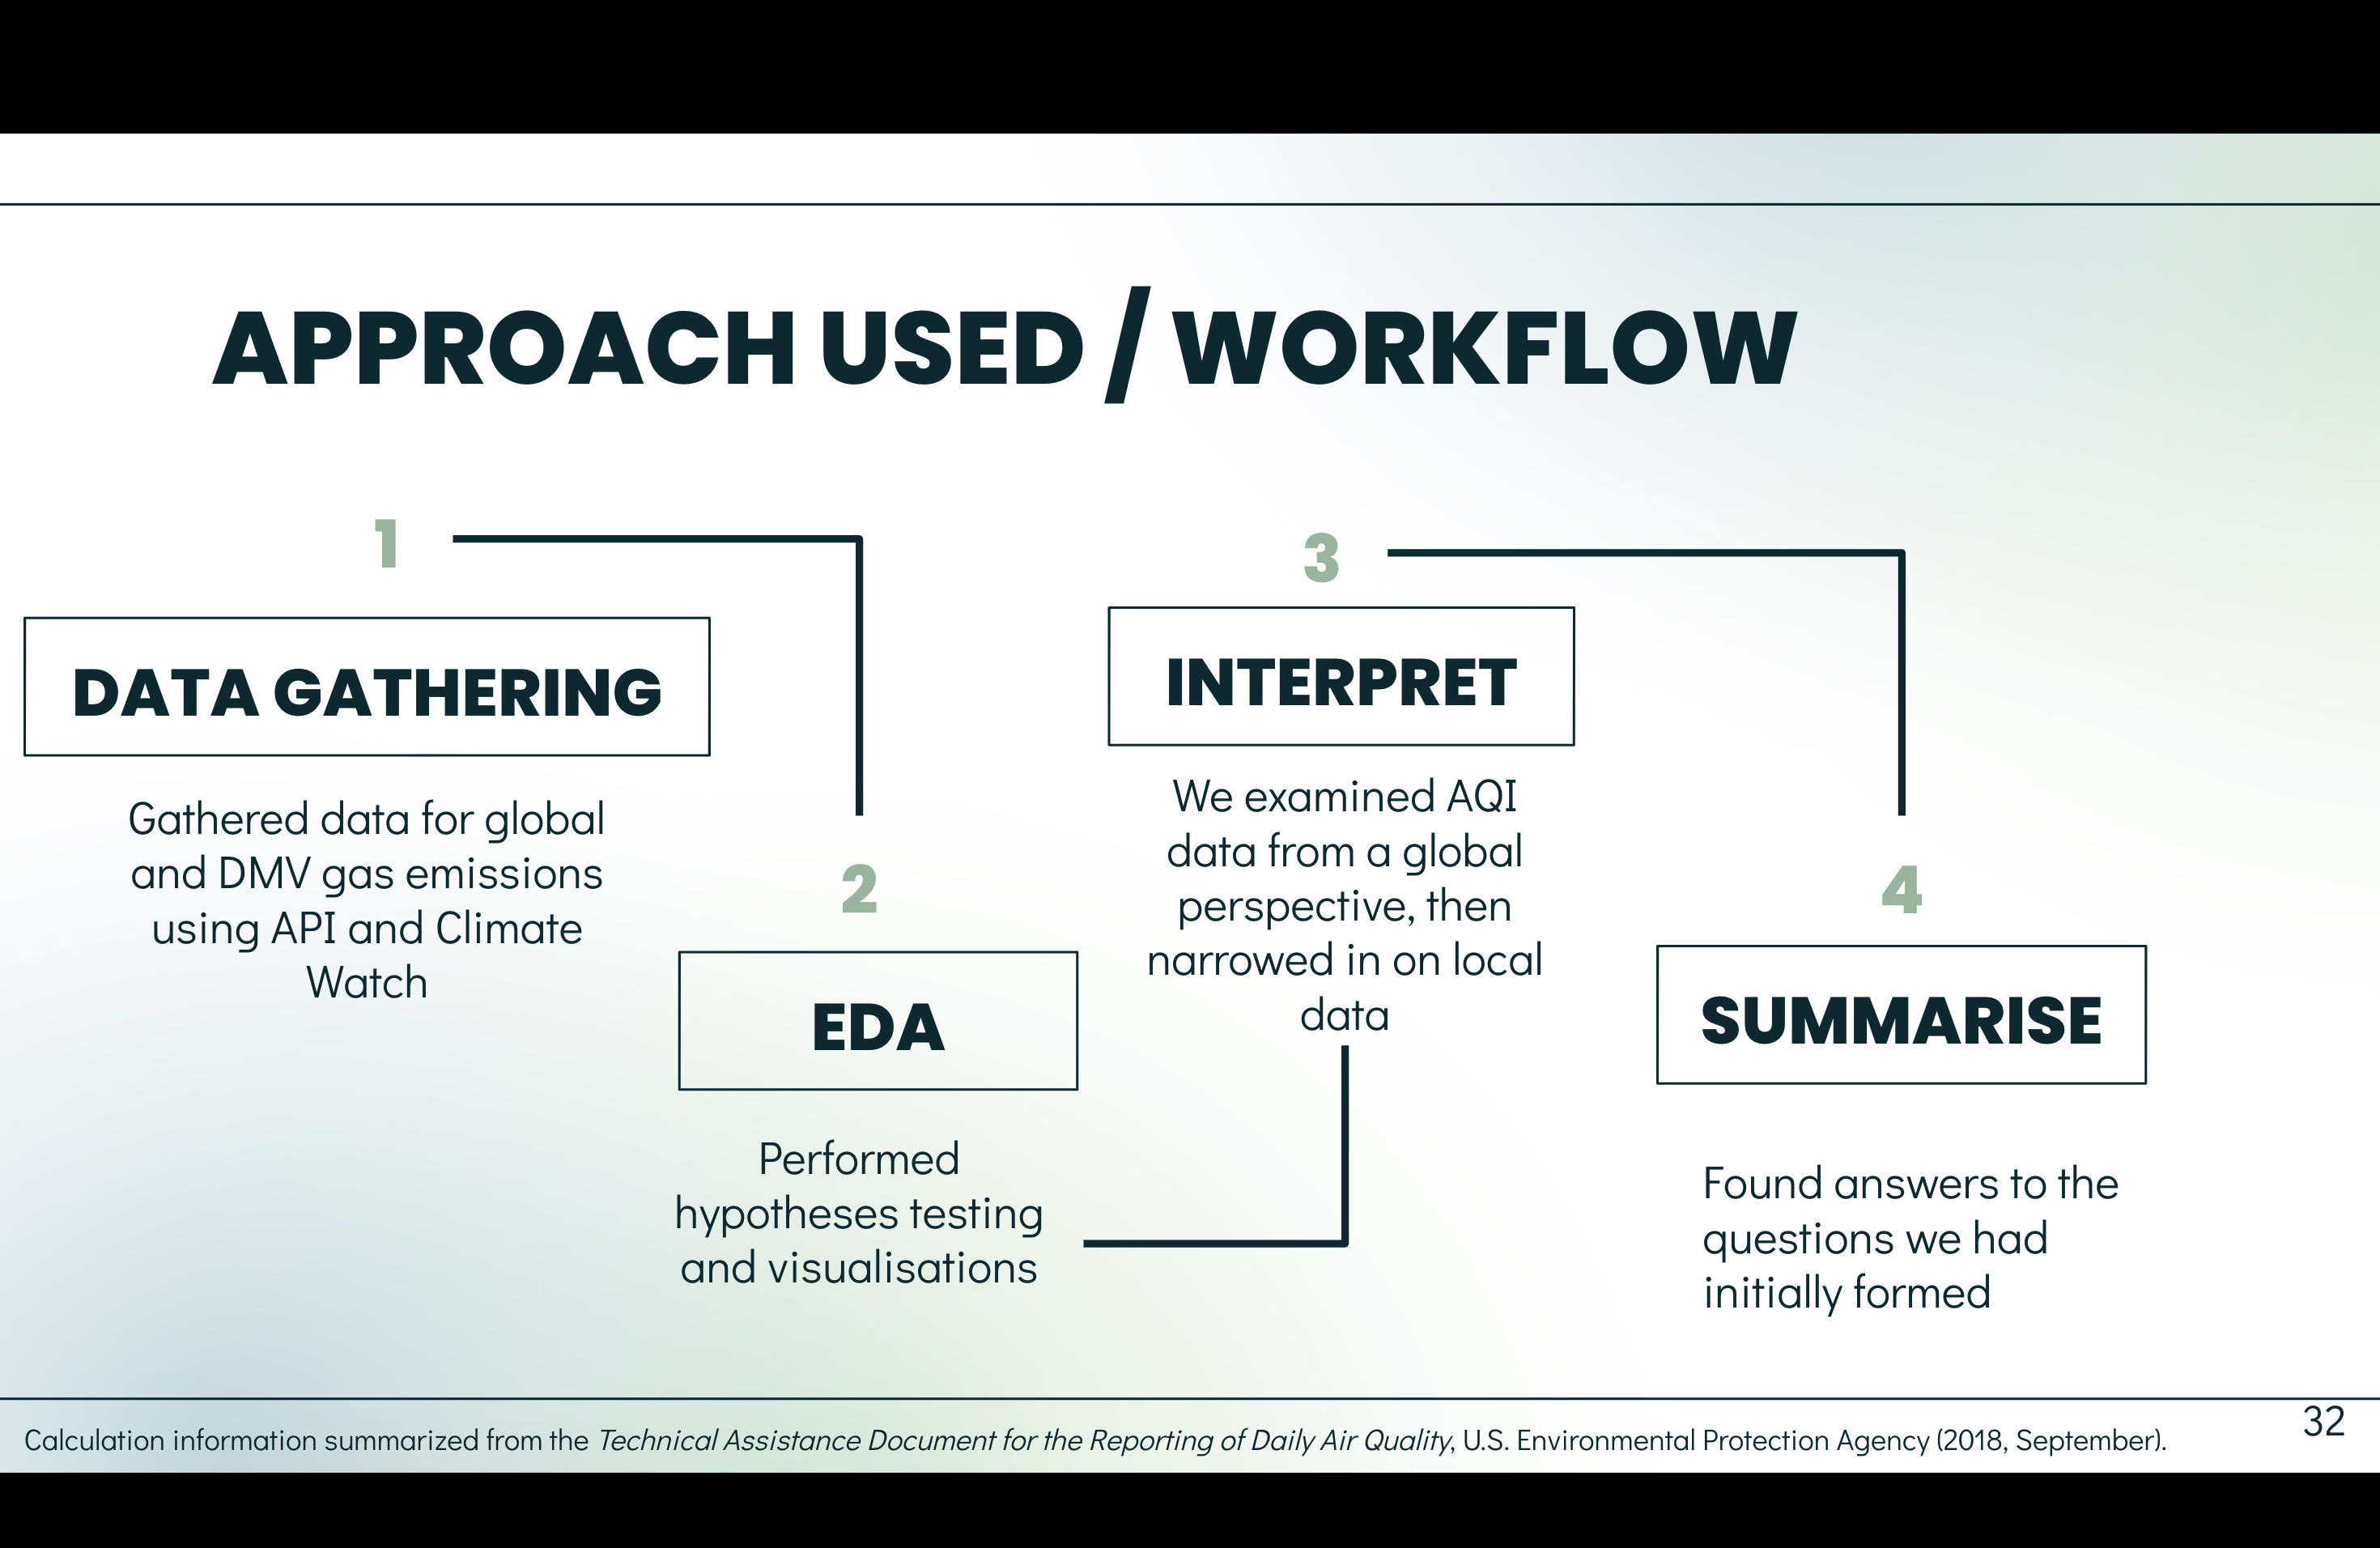 APPROACH USED / WORKFLOW
1
DATA GATHERING
Gathered data for global
and DMV gas emissions
using API and Climate
Watch
2
EDA
Performed
hypotheses testing
and visualisations
3
INTERPRET
We examined AQI
data from a global
perspective, then
narrowed in on local
data
4
SUMMARISE
Found answers to the
questions we had
initially formed
Calculation information summarized from the Technical Assistance Document for the Reporting of Daily Air Quality, U.S. Environmental Protection Agency (2018, September).
32